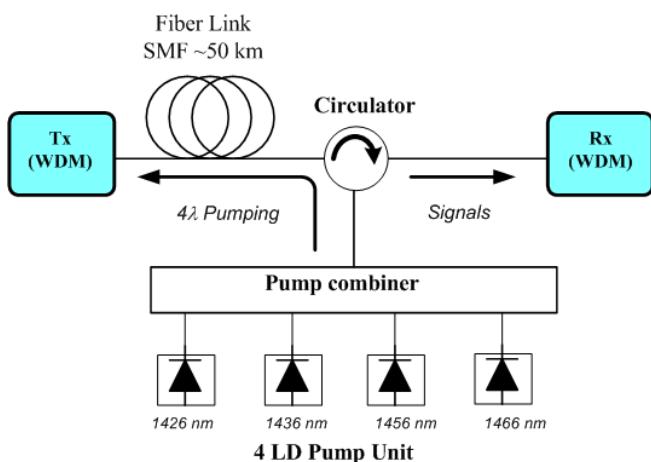 Fiber Link
SMF ~50 km
Circulator
Tx
(WDM)
Rx
(WDM)
4λ Pumping
Signals
Pump combiner
1426 nm
1436 nm
1456 nm
1466 nm
4 LD Pump Unit